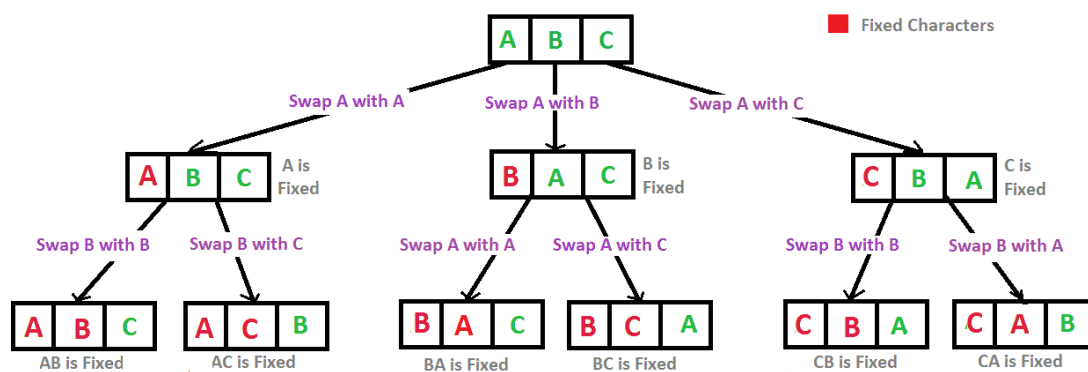 A B C
Fixed Characters
Swap A with A
Swap A with B
Swap A with C
A B C
A is
Fixed
B A C
B is
Fixed
C B A
C is
Fixed
Swap B with B
Swap B with C
Swap A with A
Swap A with C
Swap B with B
Swap B with A
A B C
A C B
B A C
B C A
C B A
C A B
AB is Fixed
AC is Fixed
BA is Fixed
BC is Fixed
CB is Fixed
CA is Fixed